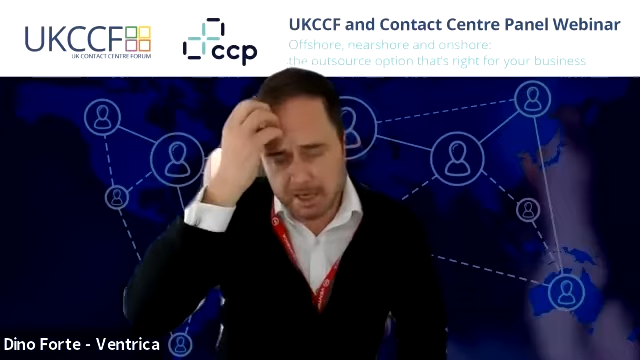 UKCCF
UK CONTACT CENTRE FORUM
ccp
UKCCF and Contact Centre Panel Webinar
Offshore, nearshore and onshore:
the outsource option that's right for your business
Dino Forte - Ventrica